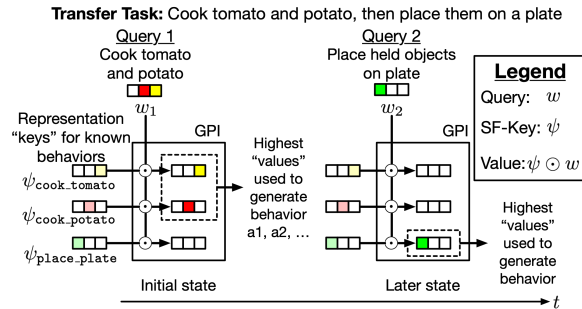 Transfer Task: Cook tomato and potato, then place them on a plate
Query 1
Cook tomato
and potato
w₁
Query 2
Place held objects
on plate
w₂
Legend
Query: w
SF-Key: ψ
Value: ψ ⊙ w
Representation
“keys” for known
behaviors
ψcook_tomato
ψcook_potato
ψplace_plate
GPI
Highest
“values”
used to
generate
behavior
a1, a2, ...
GPI
Highest
“values”
used to
generate
behavior
Initial state
Later state
t